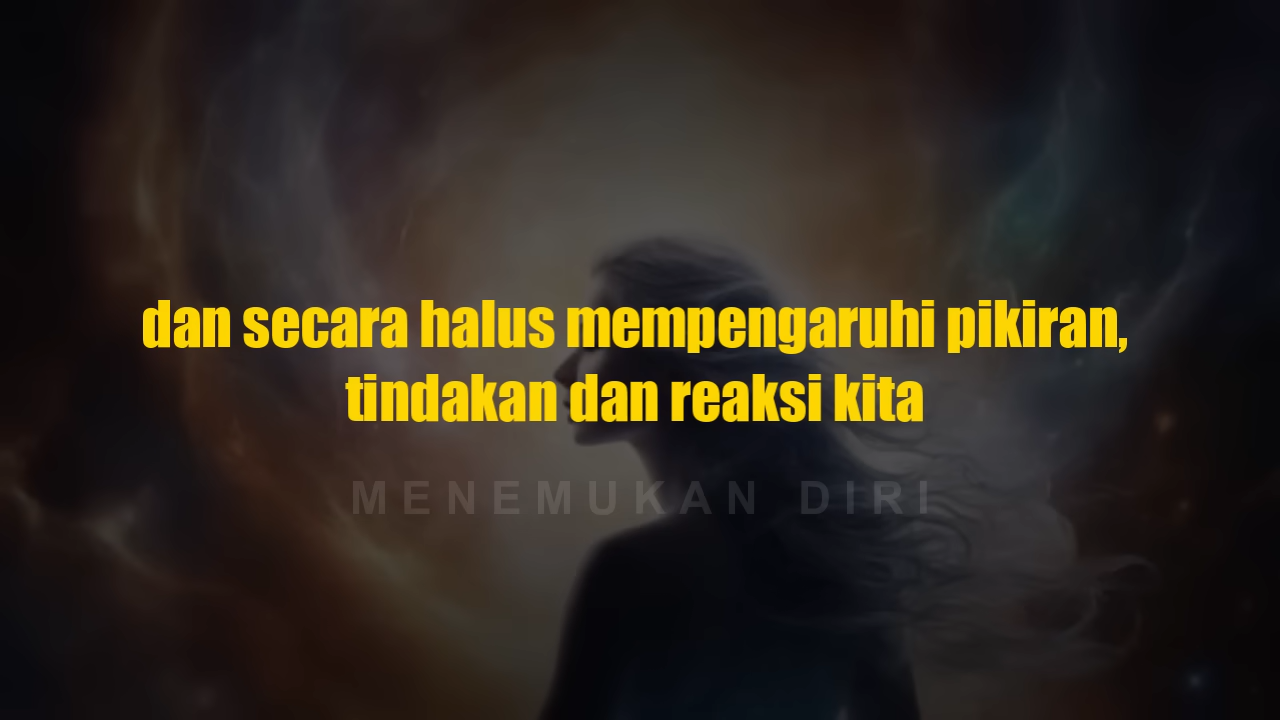 dan secara halus mempengaruhi pikiran,
tindakan dan reaksi kita
MENEMUKAN DIRI